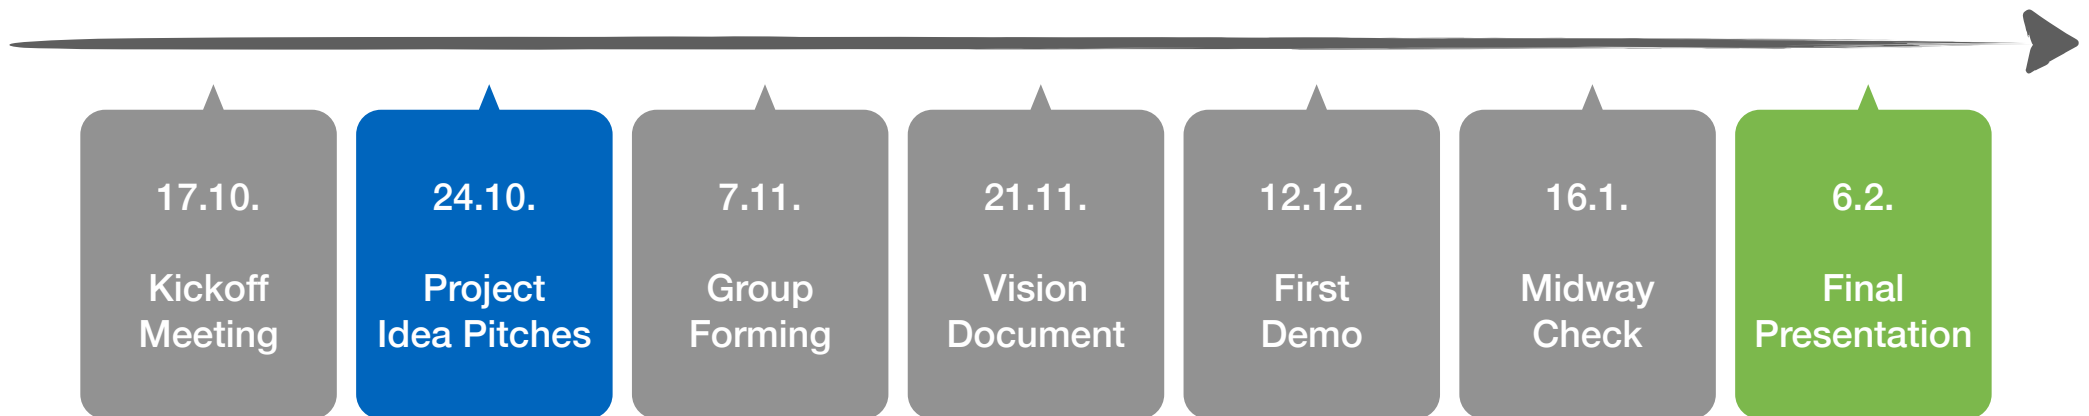 17.10.
Kickoff
Meeting
24.10.
Project
Idea Pitches
7.11.
Group
Forming
21.11.
Vision
Document
12.12.
First
Demo
16.1.
Midway
Check
6.2.
Final
Presentation